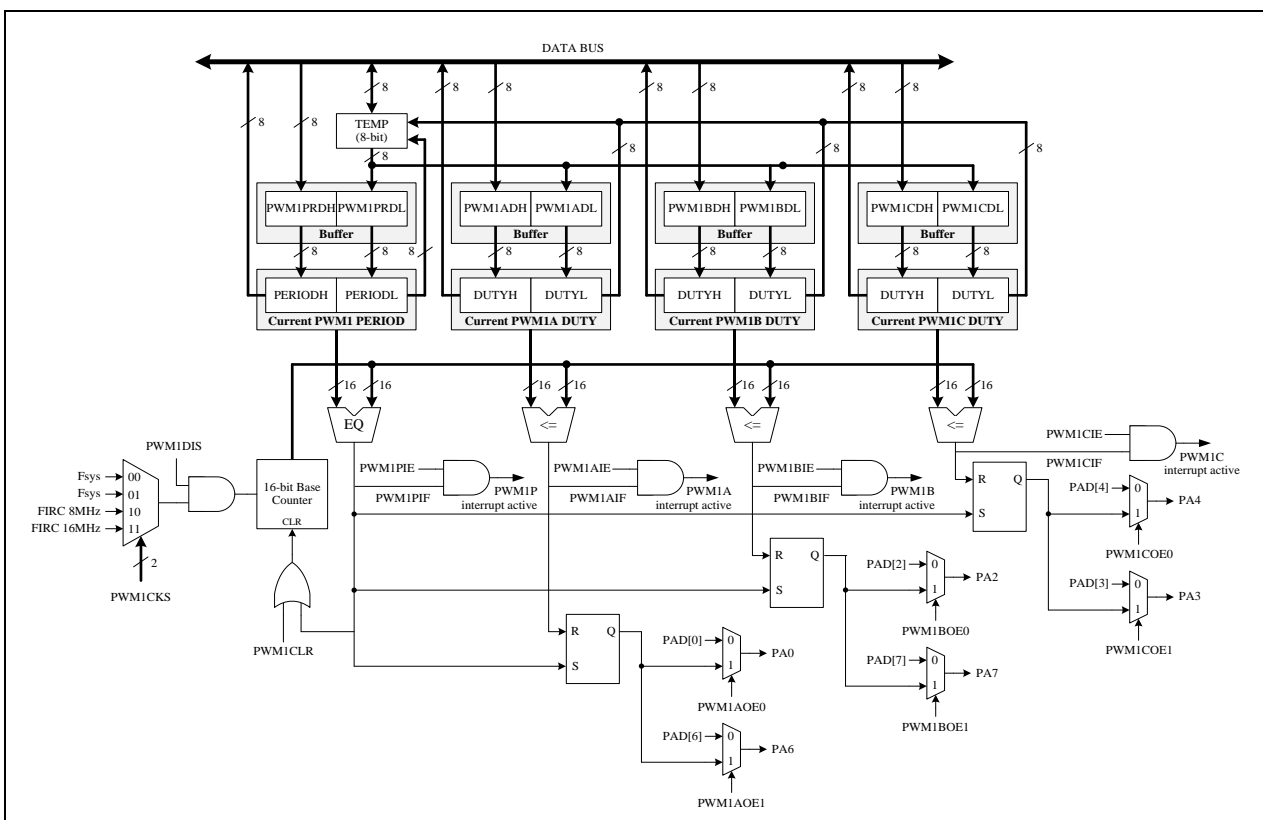 DATA BUS
8 8 8 8 8 8 8 8 8
TEMP
(8-bit)
8 8 8 8
PWM1PRDH PWM1PRDL
Buffer
PWM1ADH PWM1ADL
Buffer
PWM1BDH PWM1BDL
Buffer
PWM1CDH PWM1CDL
Buffer
8 8 8 8 8 8 8 8 8
PERIODH PERIODL
Current PWM1 PERIOD
DUTYH DUTYL
Current PWM1A DUTY
DUTYH DUTYL
Current PWM1B DUTY
DUTYH DUTYL
Current PWM1C DUTY
16 16 16 16 16 16 16 16
EQ <= <= <=
PWM1DIS
Fsys 00
Fsys 01
FIRC 8MHz 10
FIRC 16MHz 11
2
PWM1CKS
16-bit Base
Counter
CLR
PWM1CLR
PWM1PIE
PWM1PIF
PWM1P
interrupt active
PWM1AIE
PWM1AIF
PWM1A
interrupt active
PWM1BIE
PWM1BIF
PWM1B
interrupt active
PWM1CIE
PWM1CIF
PWM1C
interrupt active
R Q
S
PAD[4] 0 PA4
1
PWM1COE0
PAD[3] 0 PA3
1
PWM1COE1
R Q
S
PAD[2] 0 PA2
1
PWM1BOE0
PAD[7] 0 PA7
1
PWM1BOE1
R Q
S
PAD[0] 0 PA0
1
PWM1AOE0
PAD[6] 0 PA6
1
PWM1AOE1